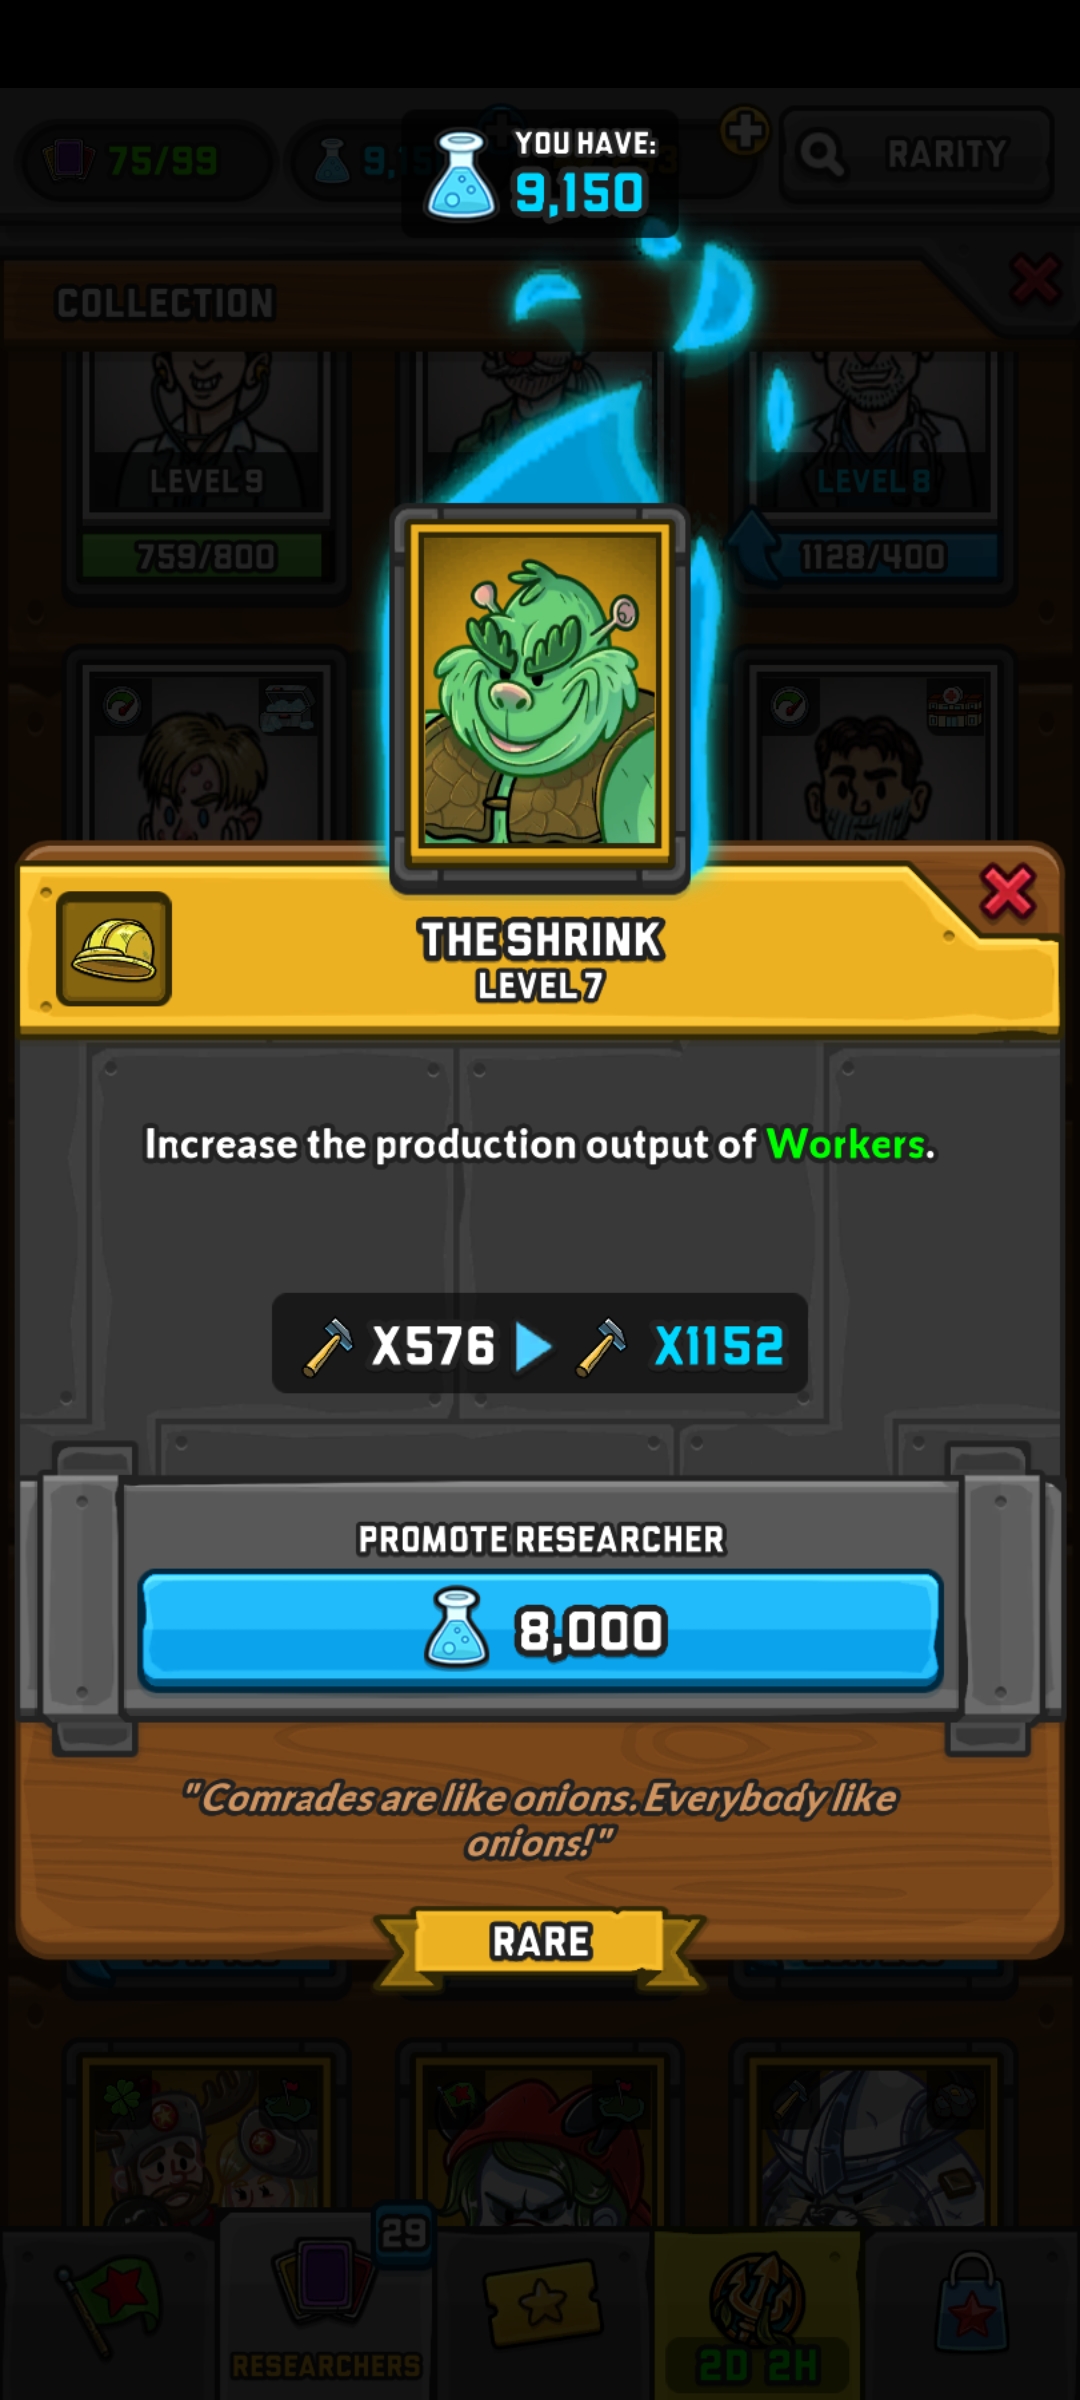 75/99
9,15
YOU HAVE:
9,150
RARITY
COLLECTION
LEVEL 9
LEVEL 8
759/800
1128/400
THE SHRINK
LEVEL 7
Increase the production output of Workers.
X576 X1152
PROMOTE RESEARCHER
8,000
"Comrades are like onions. Everybody like
onions!"
RARE
29
RESEARCHERS
2D 2H